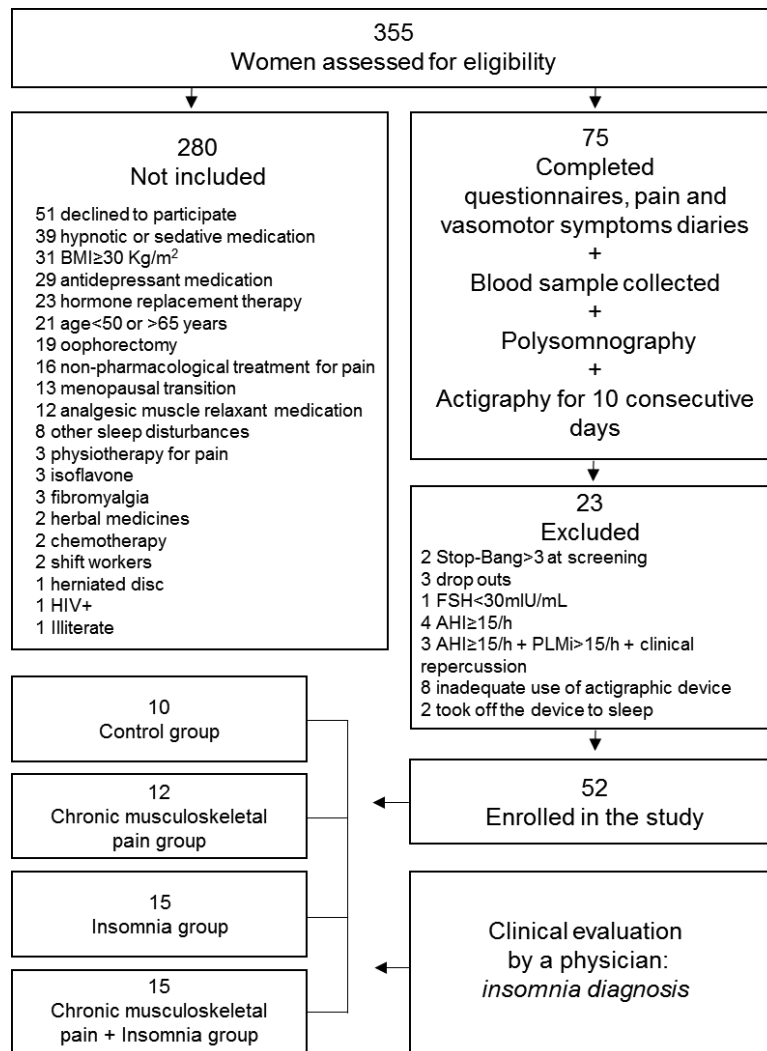 355
Women assessed for eligibility
280
Not included
51 declined to participate
39 hypnotic or sedative medication
31 BMI≥30 Kg/m²
29 antidepressant medication
23 hormone replacement therapy
21 age<50 or >65 years
19 oophorectomy
16 non-pharmacological treatment for pain
13 menopausal transition
12 analgesic muscle relaxant medication
8 other sleep disturbances
3 physiotherapy for pain
3 isoflavone
3 fibromyalgia
2 herbal medicines
2 chemotherapy
2 shift workers
1 herniated disc
1 HIV+
1 Illiterate
75
Completed
questionnaires, pain and
vasomotor symptoms diaries
+
Blood sample collected
+
Polysomnography
+
Actigraphy for 10 consecutive
days
23
Excluded
2 Stop-Bang>3 at screening
3 drop outs
1 FSH<30mIU/mL
4 AHI≥15/h
3 AHI≥15/h + PLMi>15/h + clinical
repercussion
8 inadequate use of actigraphic device
2 took off the device to sleep
52
Enrolled in the study
10
Control group
12
Chronic musculoskeletal
pain group
15
Insomnia group
15
Chronic musculoskeletal
pain + Insomnia group
Clinical evaluation
by a physician:
insomnia diagnosis